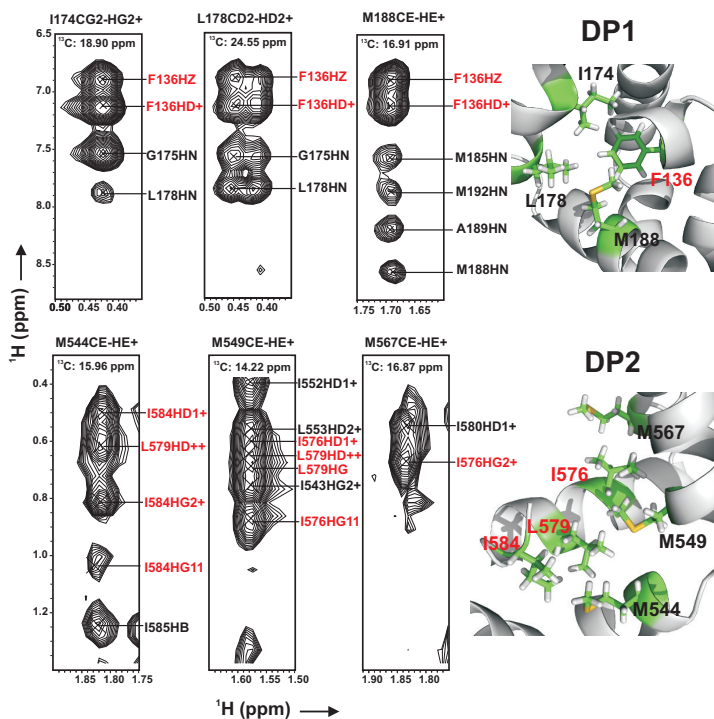 I174CG2-HG2+
L178CD2-HD2+
M188CE-HE+
DP1
6.5
7.0
7.5
8.0
8.5
¹³C: 18.90 ppm
F136HZ
F136HD+
G175HN
L178HN
0.50 0.40
¹³C: 24.55 ppm
F136HZ
F136HD+
G175HN
L178HN
0.50 0.40
¹³C: 16.91 ppm
F136HZ
F136HD+
M185HN
M192HN
A189HN
M188HN
1.75 1.70 1.65
I174
F136
L178
M188
¹H (ppm)
M544CE-HE+
M549CE-HE+
M567CE-HE+
DP2
0.4
0.6
0.8
1.0
1.2
¹³C: 15.96 ppm
I584HD1+
L579HD++
I584HG2+
I584HG11
I585HB
1.85 1.80 1.75
¹³C: 14.22 ppm
I552HD1+
L553HD2+
I576HD1+
L579HD++
L579HG
I543HG2+
I576HG11
1.60 1.55 1.50
¹³C: 16.87 ppm
I580HD1+
I576HG2+
1.90 1.85 1.80
M567
I576
L579
I584
M549
M544
¹H (ppm)